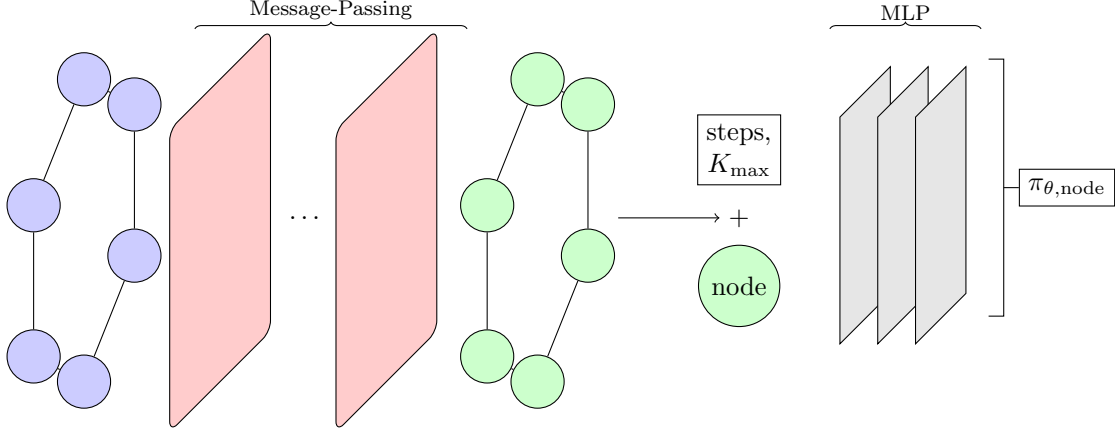 Message-Passing
MLP
steps,
K_max
...
+
node
π_θ,node